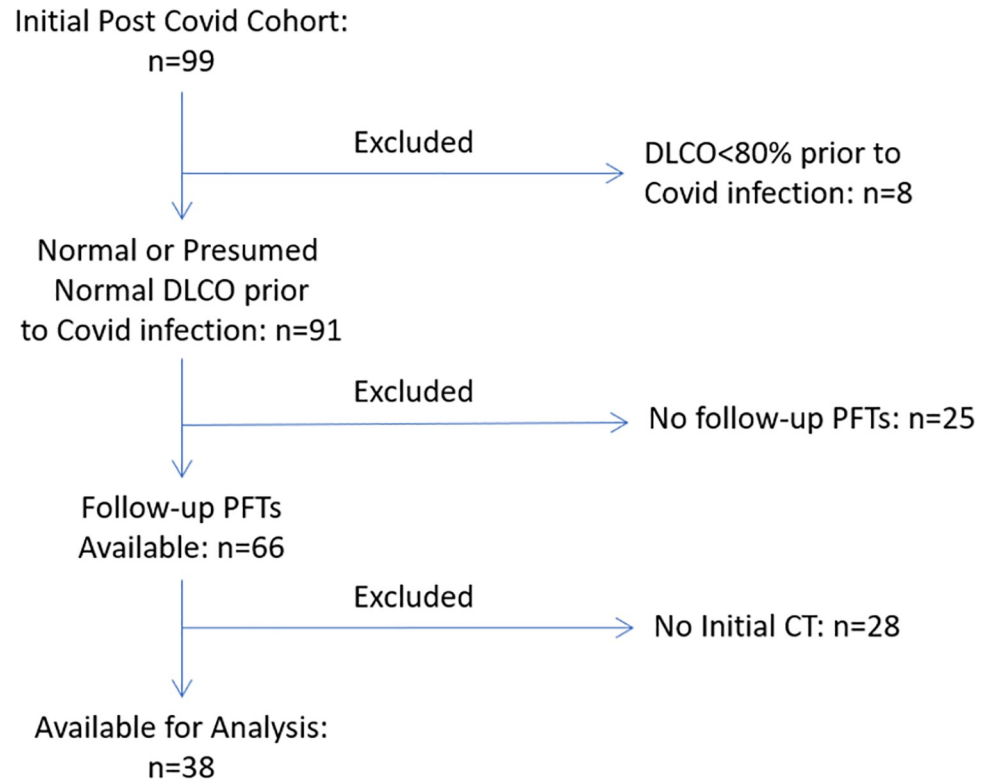 Initial Post Covid Cohort:
n=99
Excluded
DLCO<80% prior to
Covid infection: n=8
Normal or Presumed
Normal DLCO prior
to Covid infection: n=91
Excluded
No follow-up PFTs: n=25
Follow-up PFTs
Available: n=66
Excluded
No Initial CT: n=28
Available for Analysis:
n=38